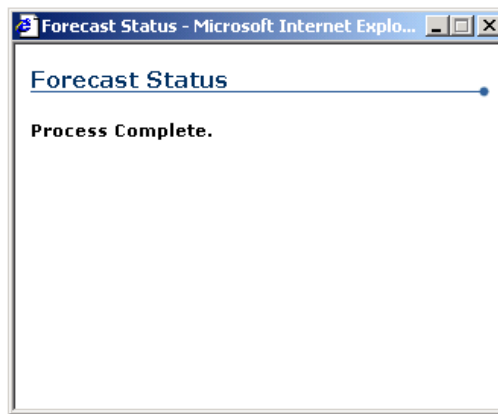 Forecast Status - Microsoft Internet Explo...
Forecast Status
Process Complete.